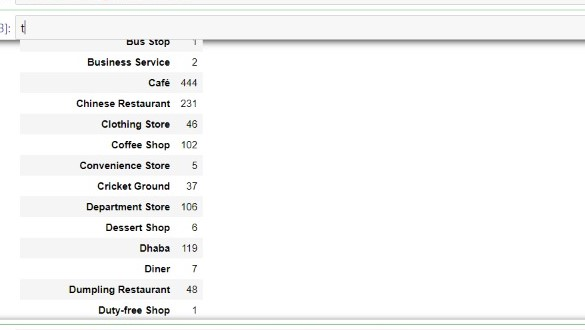 3]: t
Bus Stop 1
Business Service 2
Café 444
Chinese Restaurant 231
Clothing Store 46
Coffee Shop 102
Convenience Store 5
Cricket Ground 37
Department Store 106
Dessert Shop 6
Dhaba 119
Diner 7
Dumpling Restaurant 48
Duty-free Shop 1